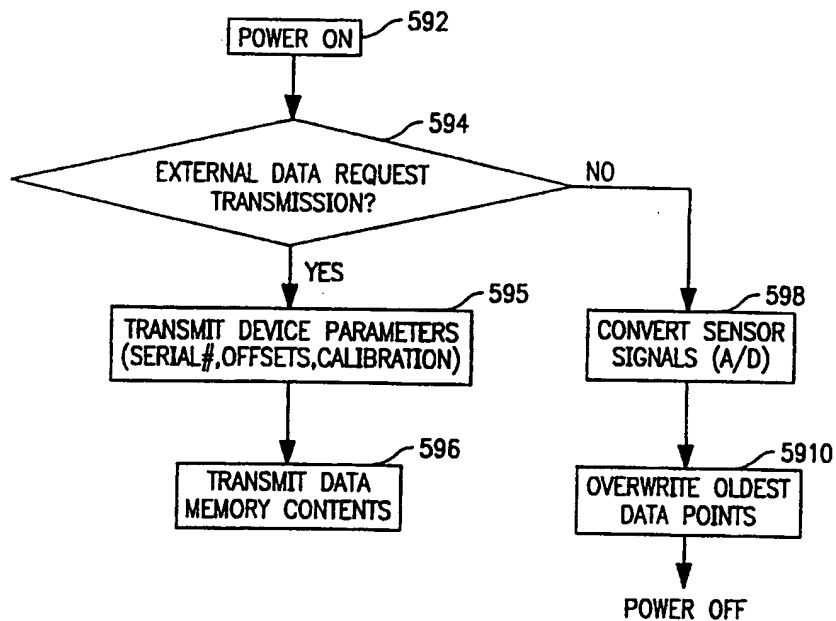 POWER ON
592
594
EXTERNAL DATA REQUEST
TRANSMISSION?
NO
YES
595
TRANSMIT DEVICE PARAMETERS
(SERIAL#,OFFSETS,CALIBRATION)
598
CONVERT SENSOR
SIGNALS (A/D)
596
TRANSMIT DATA
MEMORY CONTENTS
5910
OVERWRITE OLDEST
DATA POINTS
POWER OFF